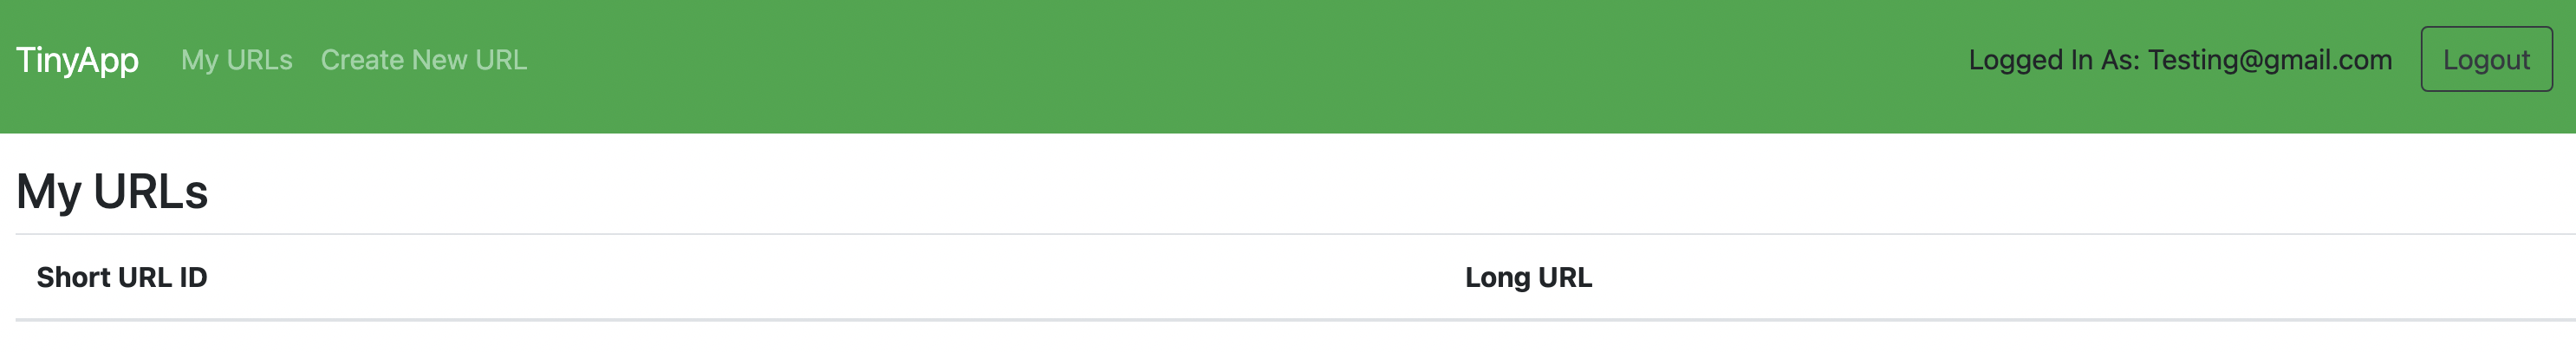 TinyApp My URLs Create New URL Logged In As: Testing@gmail.com Logout
My URLs
Short URL ID Long URL